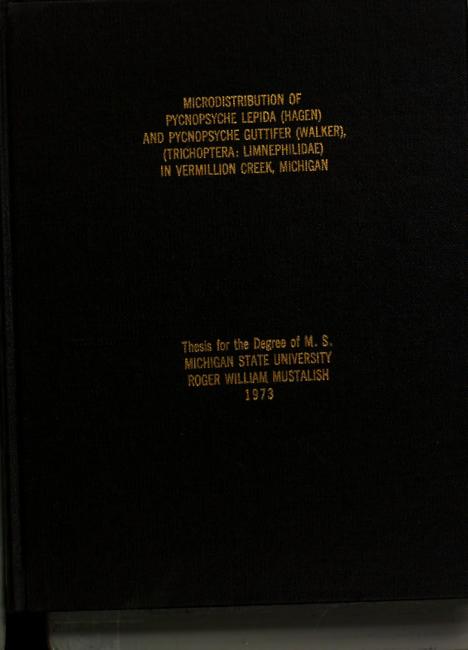 MICRODISTRIBUTION OF
PYCNOPSYCHE LEPIDA (HAGEN)
AND PYCNOPSYCHE GUTTIFER (WALKER),
(TRICHOPTERA: LIMNEPHILIDAE)
IN VERMILLION CREEK, MICHIGAN
Thesis for the Degree of M. S.
MICHIGAN STATE UNIVERSITY
ROGER WILLIAM MUSTALISH
1973